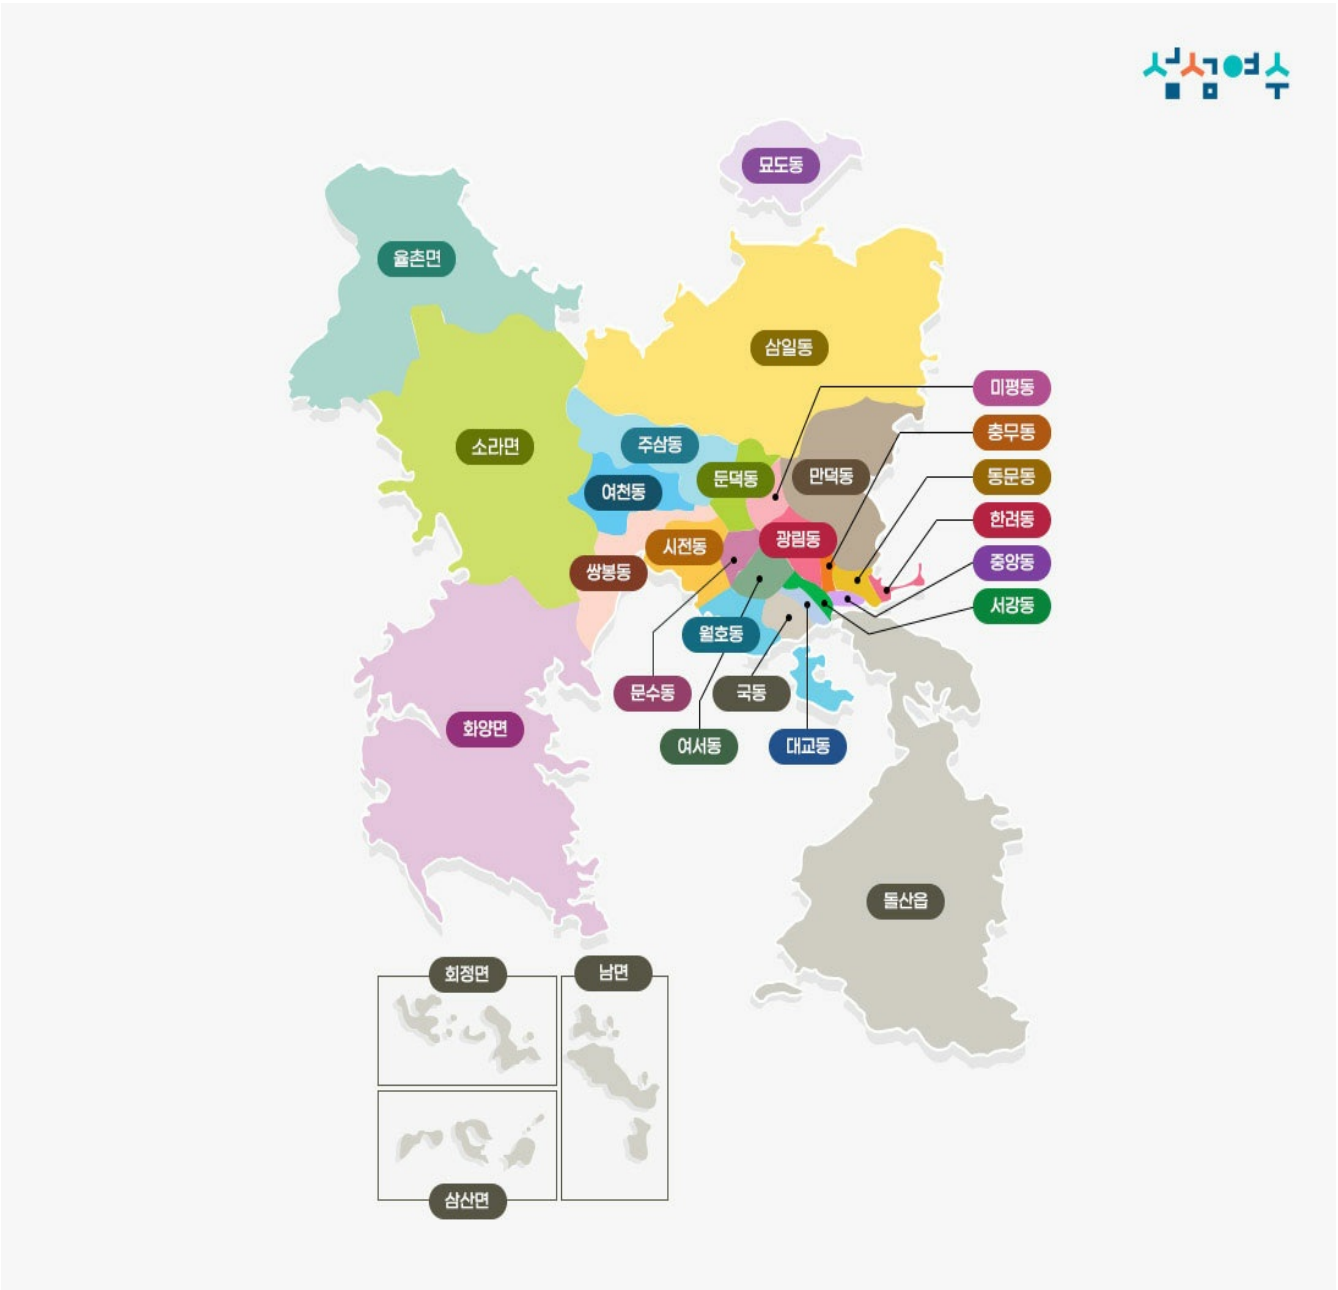 섬섬여수
묘도동
율촌면
삼일동
미평동
충무동
소라면
주삼동
둔덕동
만덕동
동문동
여천동
한려동
시전동
광림동
중앙동
쌍봉동
서강동
월호동
문수동
국동
화양면
여서동
대교동
돌산읍
회정면
남면
삼산면